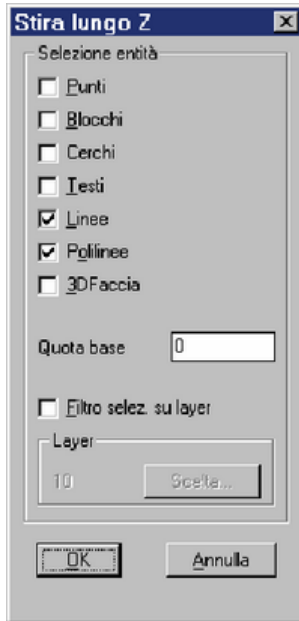 Stira lungo Z
Selezione entità
Punti
Blocchi
Cerchi
Testi
Linee
Polilinee
3DFaccia
Quota base 0
Filtro selez. su layer
Layer
10 Scelta...
OK Annulla